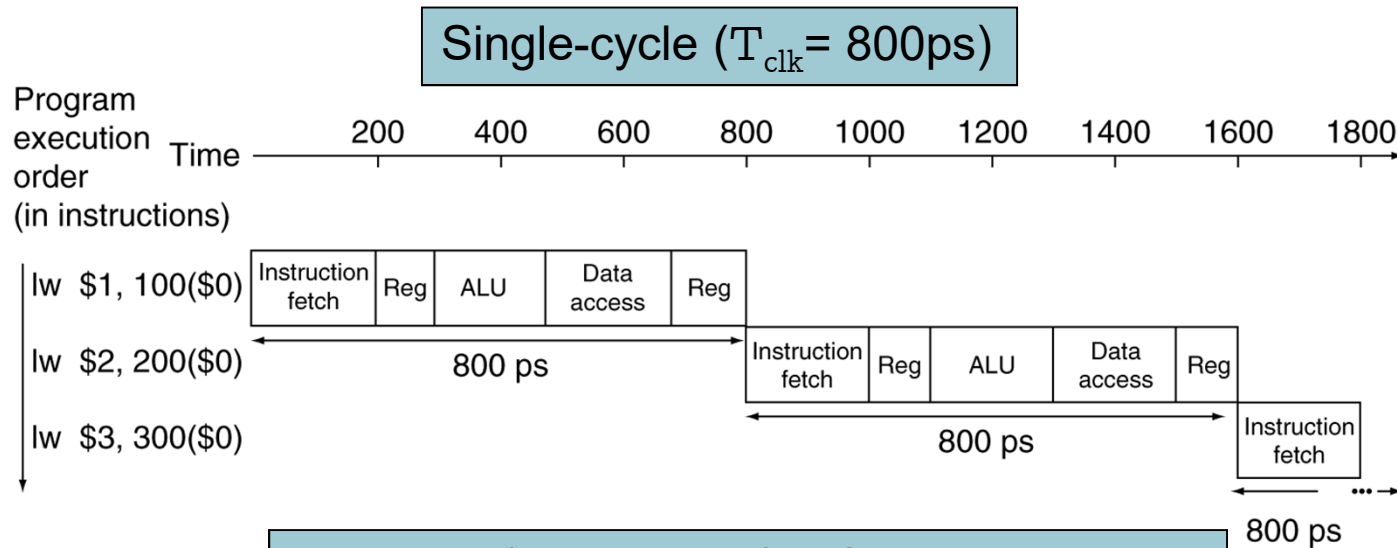 Single-cycle (Tclk= 800ps)
Program
execution
order
(in instructions)
Time
200 400 600 800 1000 1200 1400 1600 1800
lw $1, 100($0)
Instruction
fetch
Reg
ALU
Data
access
Reg
800 ps
lw $2, 200($0)
Instruction
fetch
Reg
ALU
Data
access
Reg
800 ps
lw $3, 300($0)
Instruction
fetch
...
800 ps